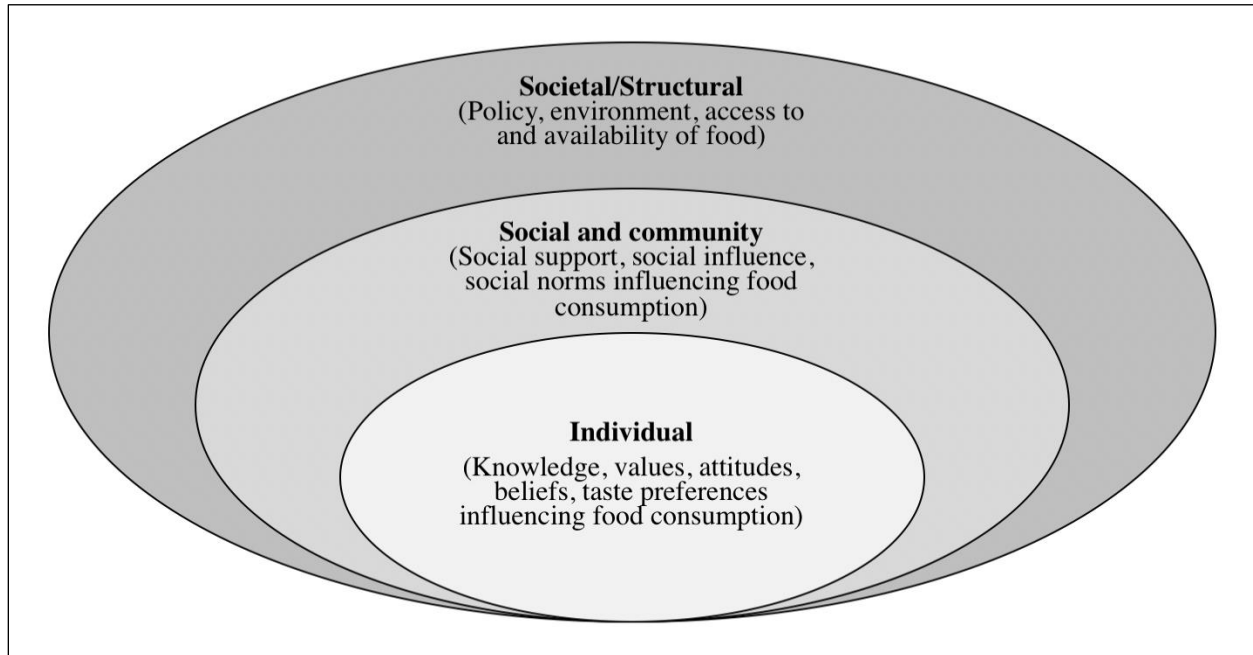 Societal/Structural
(Policy, environment, access to
and availability of food)
Social and community
(Social support, social influence,
social norms influencing food
consumption)
Individual
(Knowledge, values, attitudes,
beliefs, taste preferences
influencing food consumption)